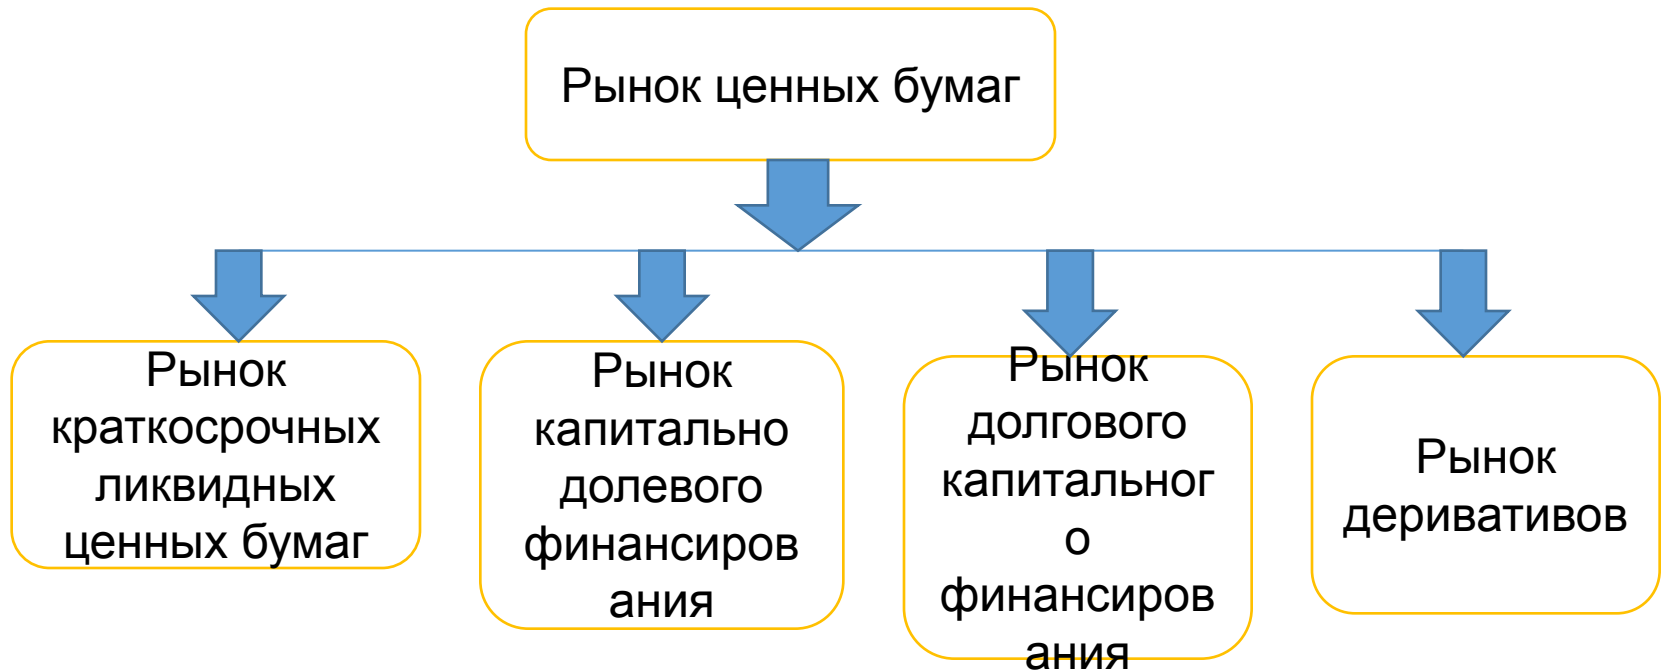 Рынок ценных бумаг
Рынок
краткосрочных
ликвидных
ценных бумаг
Рынок
капитально
долевого
финансиров
ания
Рынок
долгового
капитальног
о
финансиров
ания
Рынок
деривативов